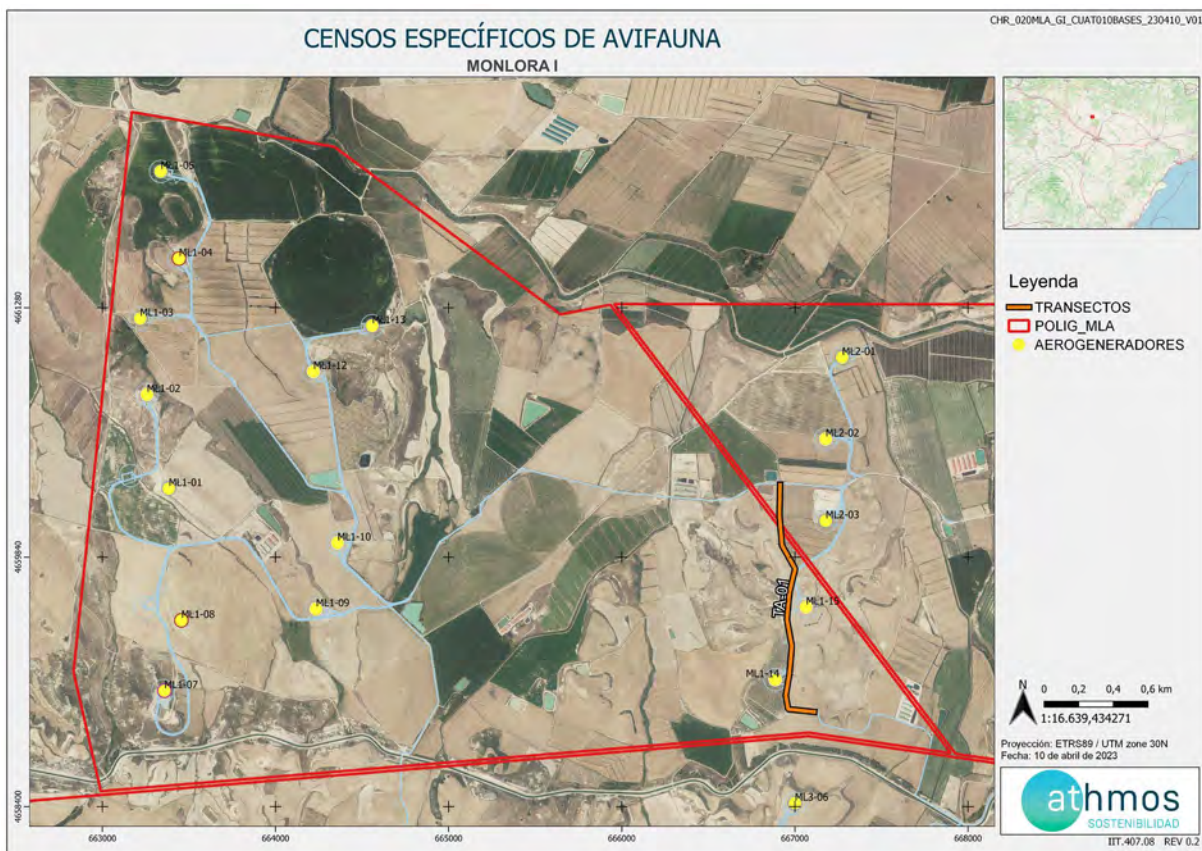 CHR_020MLA_GI_CUAT010BASES_230410_V01
CENSOS ESPECÍFICOS DE AVIFAUNA
MONLORA I
ML1-05
ML1-04
ML1-03
ML1-13
ML1-12
ML1-02
ML1-01
ML1-10
ML1-09
ML1-08
ML1-07
ML2-01
ML2-02
ML2-03
TA-01
ML1-15
ML1-14
ML3-06
4661280
4659840
4658400
663000
664000
665000
666000
667000
668000
Leyenda
TRANSECTOS
POLIG_MLA
AEROGENERADORES
N
0 0,2 0,4 0,6 km
1:16.639,434271
Proyección: ETRS89 / UTM zone 30N
Fecha: 10 de abril de 2023
athmos
SOSTENIBILIDAD
IIT.407.08 REV 0.2